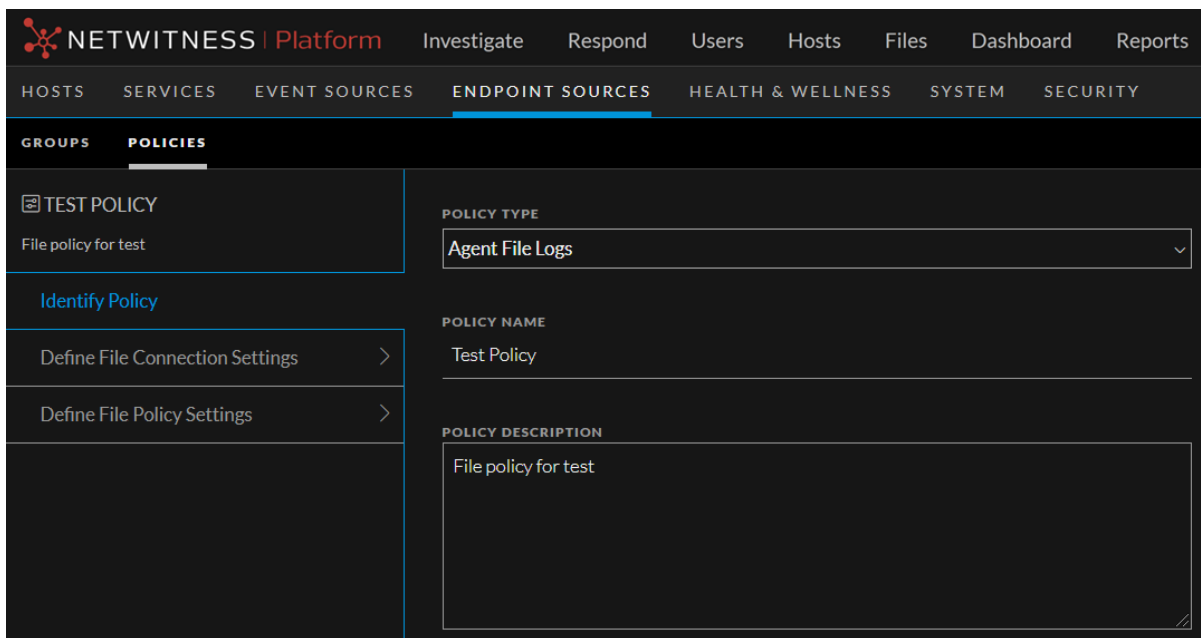 NETWITNESS | Platform Investigate Respond Users Hosts Files Dashboard Reports
HOSTS SERVICES EVENT SOURCES ENDPOINT SOURCES HEALTH & WELLNESS SYSTEM SECURITY
GROUPS POLICIES
TEST POLICY
File policy for test
Identify Policy
Define File Connection Settings
Define File Policy Settings
POLICY TYPE
Agent File Logs
POLICY NAME
Test Policy
POLICY DESCRIPTION
File policy for test